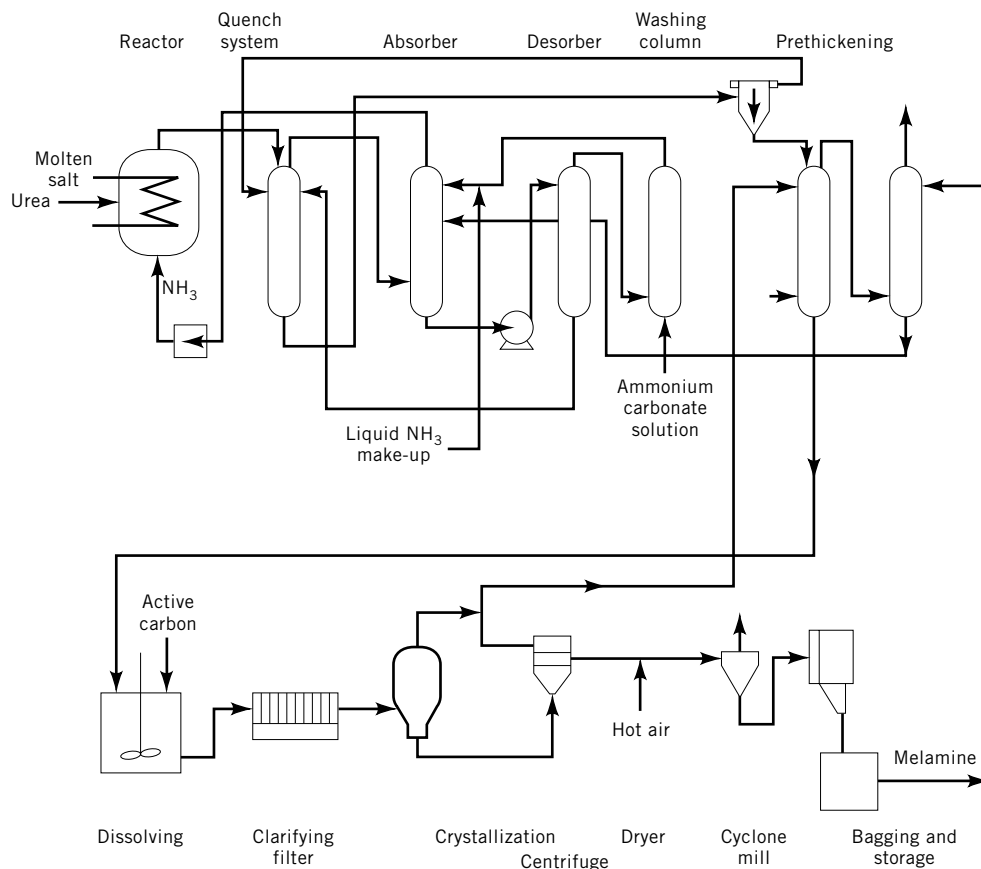 Reactor
Quench
system
Absorber
Desorber
Washing
column
Prethickening
Molten
salt
Urea
NH₃
Ammonium
carbonate
solution
Liquid NH₃
make-up
Active
carbon
Hot air
Melamine
Dissolving
Clarifying
filter
Crystallization
Centrifuge
Dryer
Cyclone
mill
Bagging and
storage